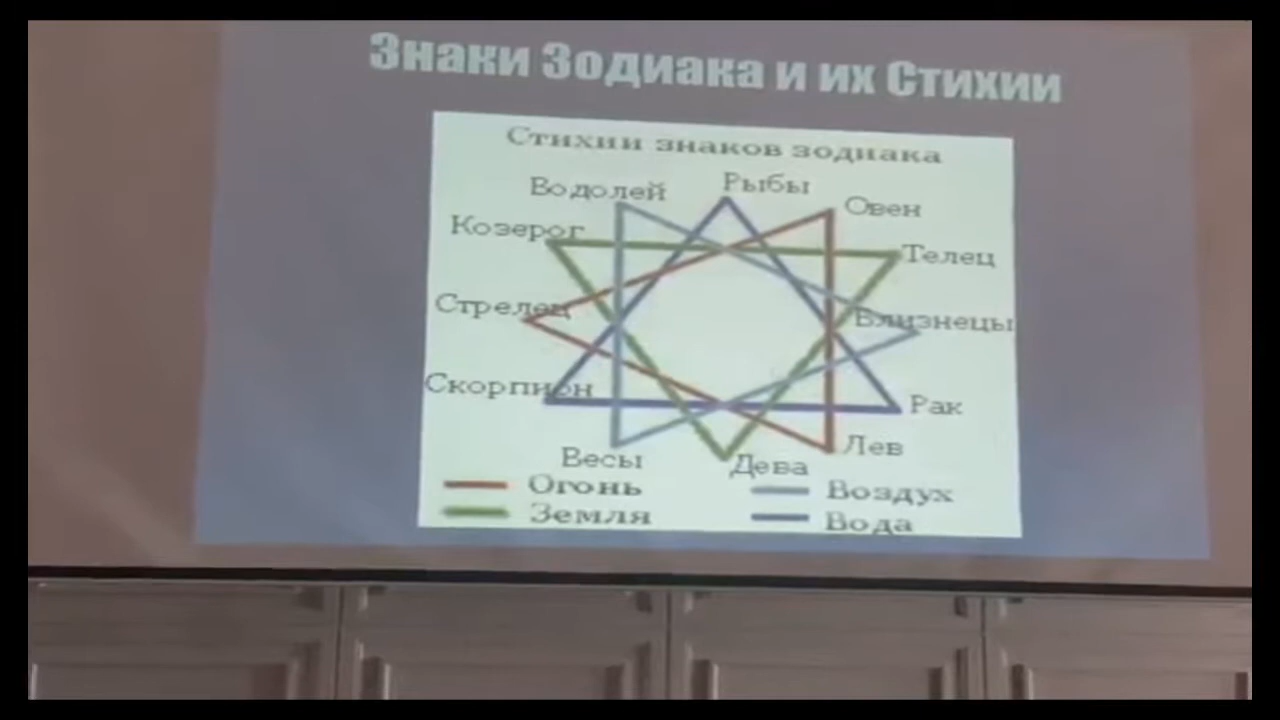 Знаки Зодиака и их Стихии
Стихии знаков зодиака
Водолей Рыбы Овен
Козерог Телец
Стрелец Близнецы
Скорпион Рак
Весы Дева Лев
Огонь Воздух
Земля Вода